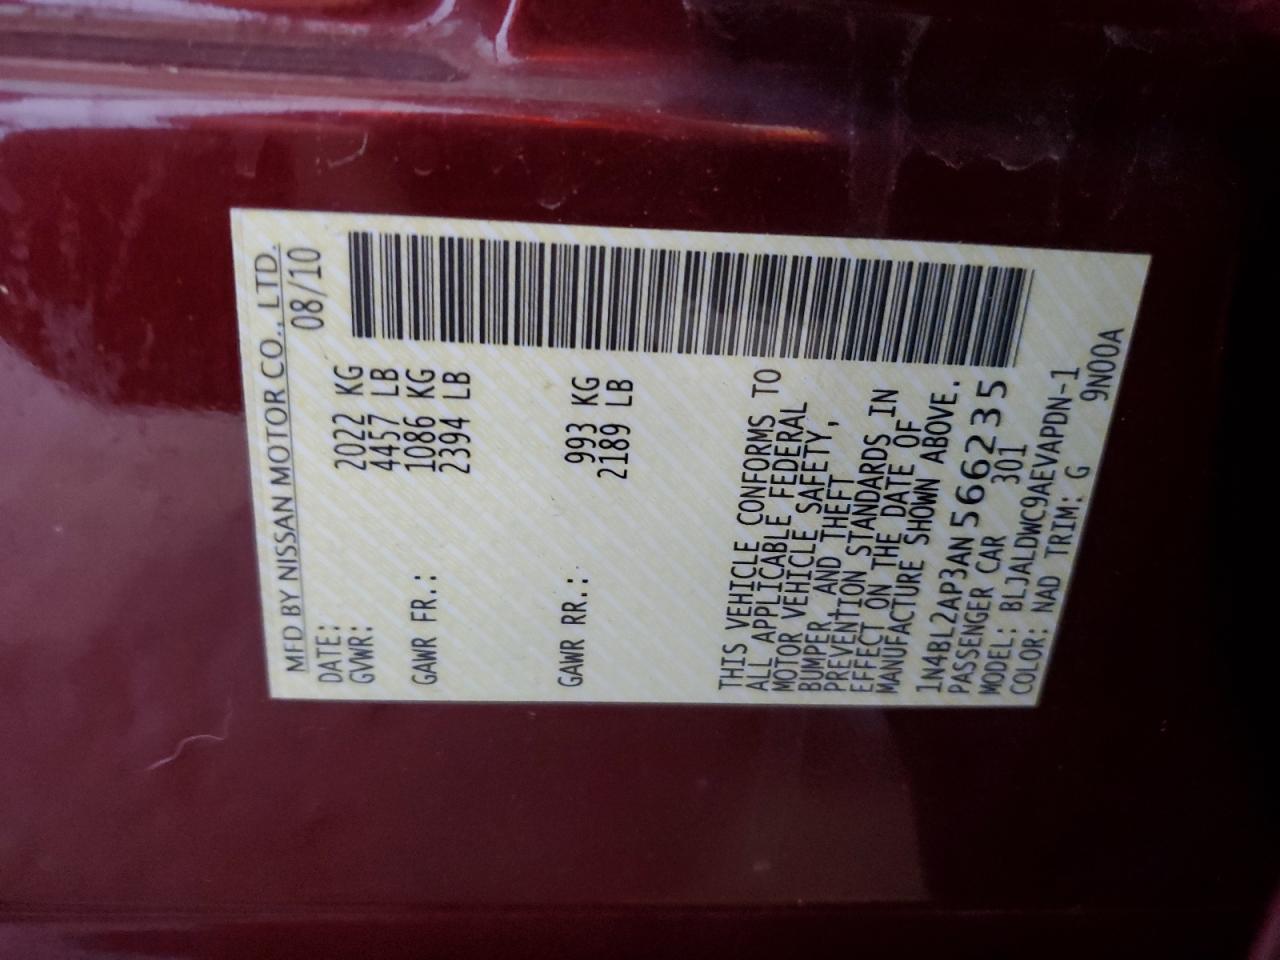 MFD BY NISSAN MOTOR CO., LTD.
DATE: 08/10
GVWR: 2022 KG
4457 LB
GAWR FR.: 1086 KG
2394 LB
GAWR RR.: 993 KG
2189 LB
THIS VEHICLE CONFORMS TO
ALL APPLICABLE FEDERAL
MOTOR VEHICLE SAFETY,
BUMPER, AND THEFT
PREVENTION STANDARDS IN
EFFECT ON THE DATE OF
MANUFACTURE SHOWN ABOVE.
1N4BL2AP3AN566235
PASSENGER CAR 301
MODEL: BLJALDWC9AEVAPDN-1
COLOR: NAD TRIM: G 9N00A